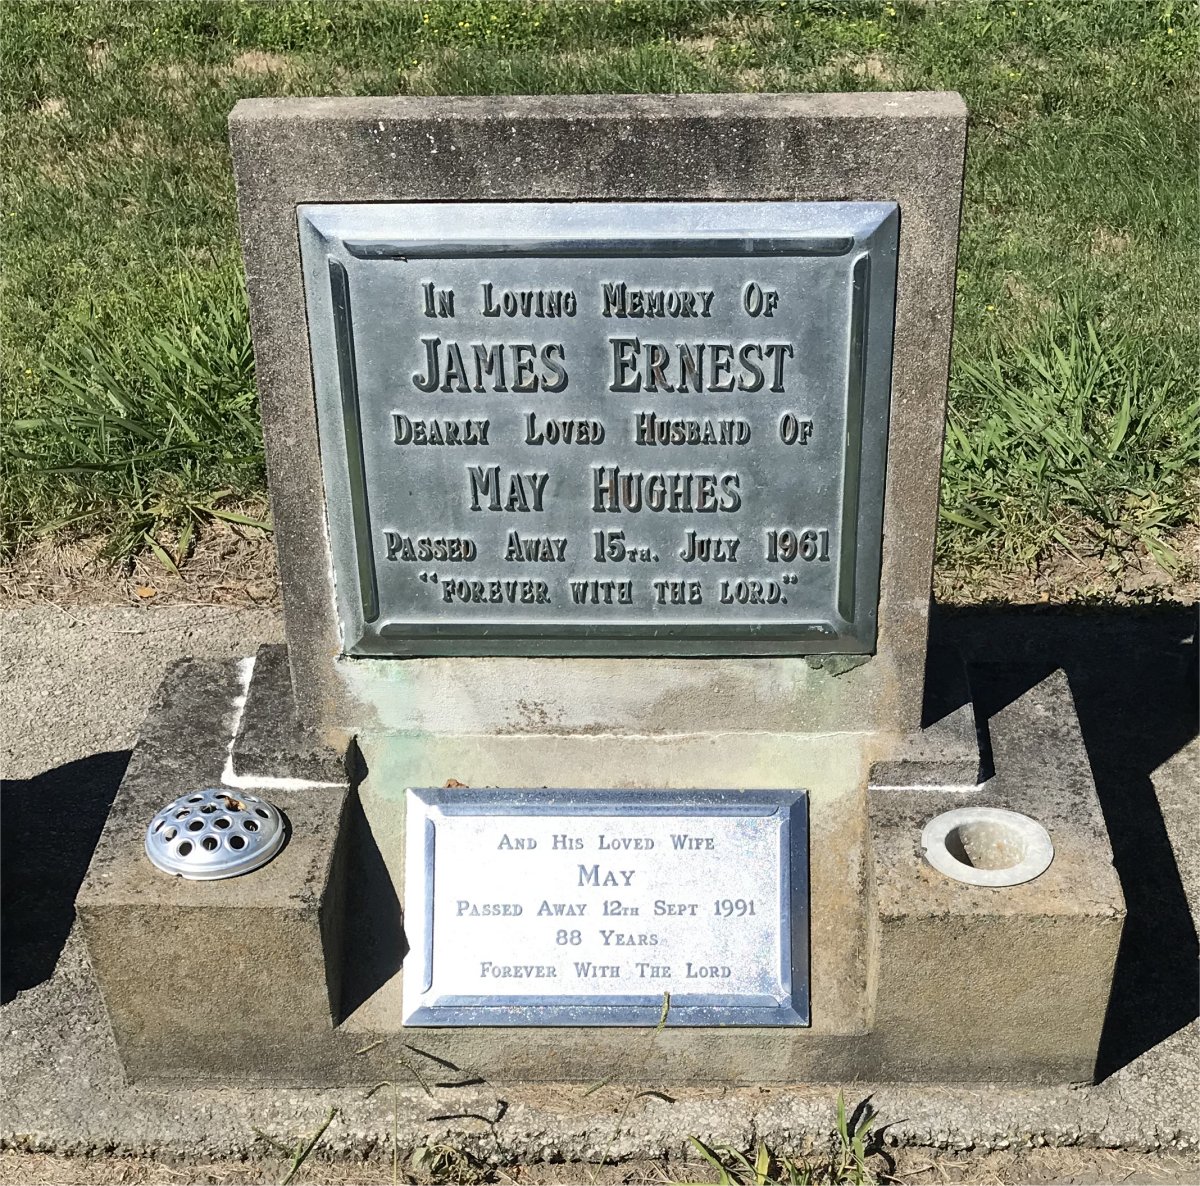 In Loving Memory Of
James Ernest
Dearly Loved Husband Of
May Hughes
Passed Away 15th. July 1961
"Forever with the Lord."
And His Loved Wife
May
Passed Away 12th Sept 1991
88 Years
Forever With The Lord